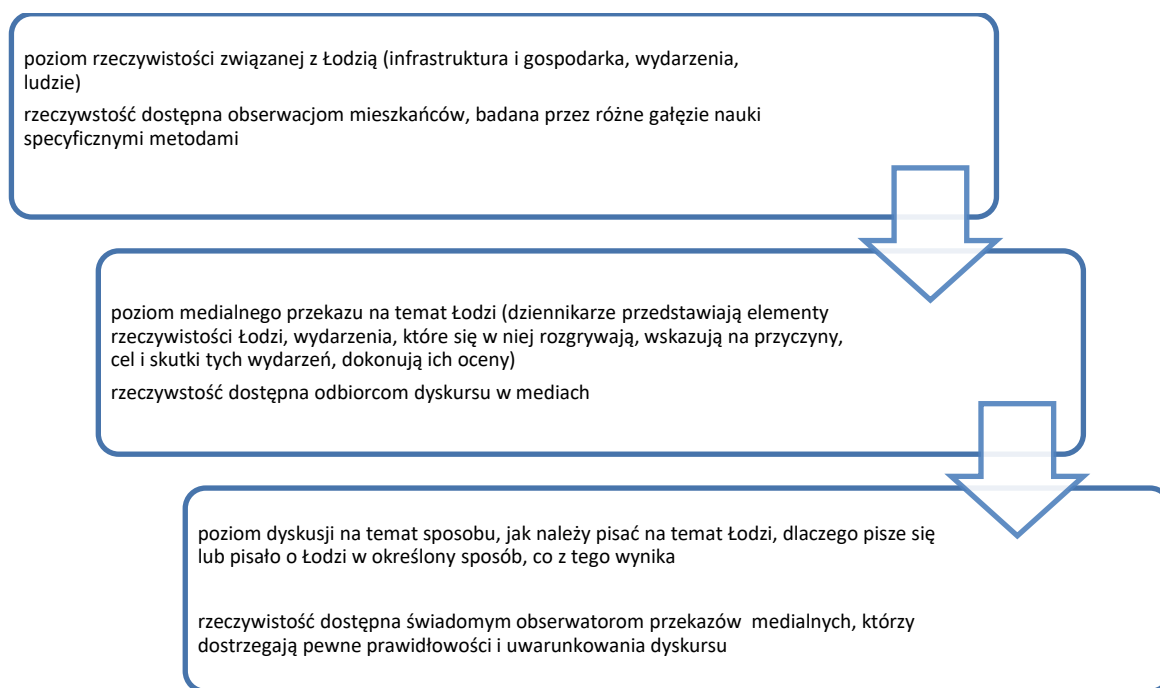 poziom rzeczywistości związanej z Łodzią (infrastruktura i gospodarka, wydarzenia,
ludzie)
rzeczywstość dostępna obserwacjom mieszkańców, badana przez różne gałęzie nauki
specyficznymi metodami
poziom medialnego przekazu na temat Łodzi (dziennikarze przedstawiają elementy
rzeczywistości Łodzi, wydarzenia, które się w niej rozgrywają, wskazują na przyczyny,
cel i skutki tych wydarzeń, dokonują ich oceny)
rzeczywstość dostępna odbiorcom dyskursu w mediach
poziom dyskusji na temat sposobu, jak należy pisać na temat Łodzi, dlaczego pisze się
lub pisało o Łodzi w określony sposób, co z tego wynika
rzeczywistość dostępna świadomym obserwatorom przekazów medialnych, którzy
dostrzegają pewne prawidłowości i uwarunkowania dyskursu